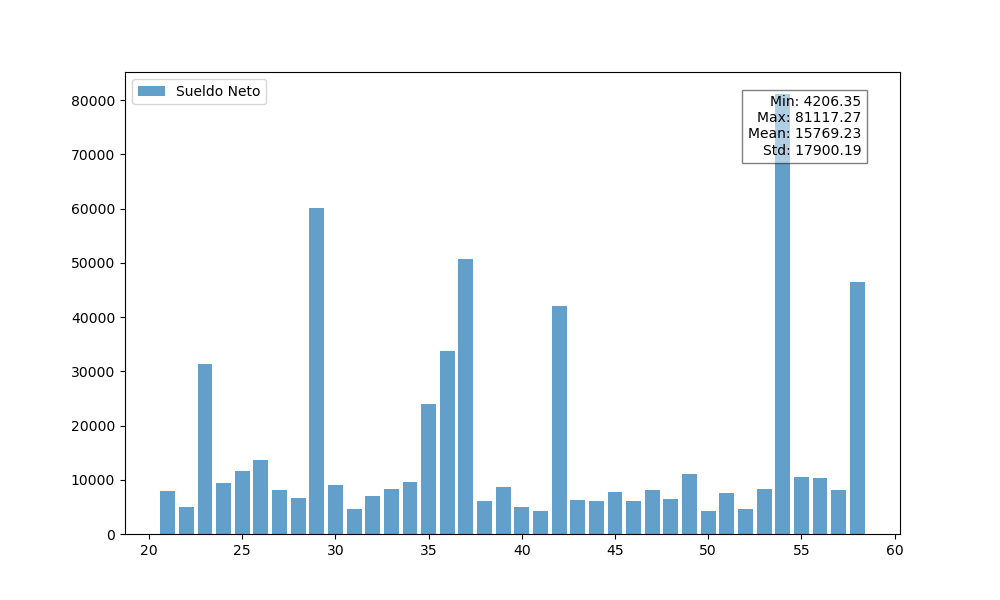 Sueldo Neto
Min: 4206.35
Max: 81117.27
Mean: 15769.23
Std: 17900.19
80000
70000
60000
50000
40000
30000
20000
10000
0
20 25 30 35 40 45 50 55 60